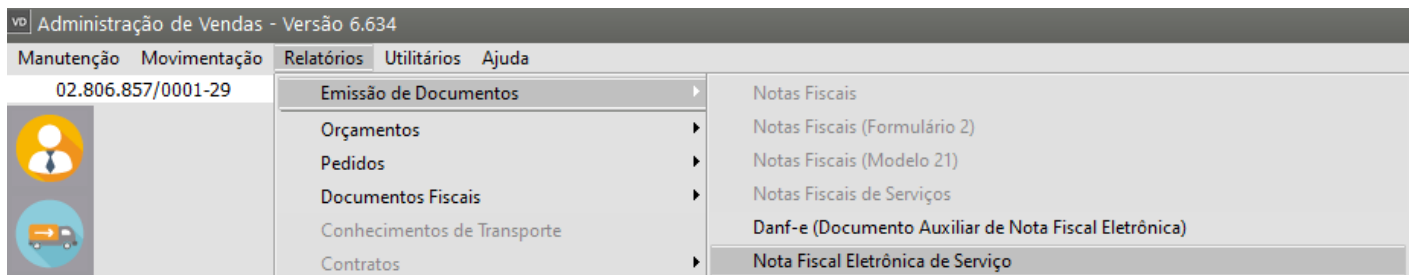 VD Administração de Vendas - Versão 6.634
Manutenção Movimentação Relatórios Utilitários Ajuda
02.806.857/0001-29
Emissão de Documentos
Orçamentos
Pedidos
Documentos Fiscais
Conhecimentos de Transporte
Contratos
Notas Fiscais
Notas Fiscais (Formulário 2)
Notas Fiscais (Modelo 21)
Notas Fiscais de Serviços
Danf-e (Documento Auxiliar de Nota Fiscal Eletrônica)
Nota Fiscal Eletrônica de Serviço